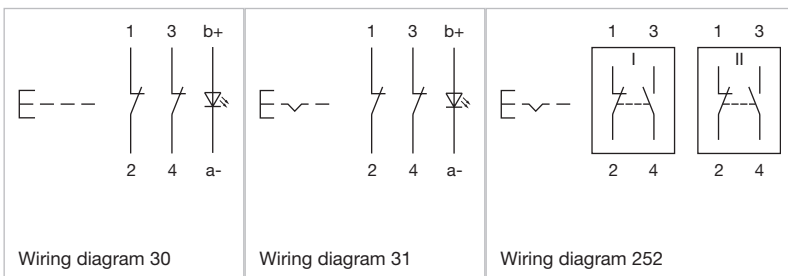 1 3 b+
2 4 a-
Wiring diagram 30
1 3 b+
2 4 a-
Wiring diagram 31
1 3 1 3
I II
2 4 2 4
Wiring diagram 252